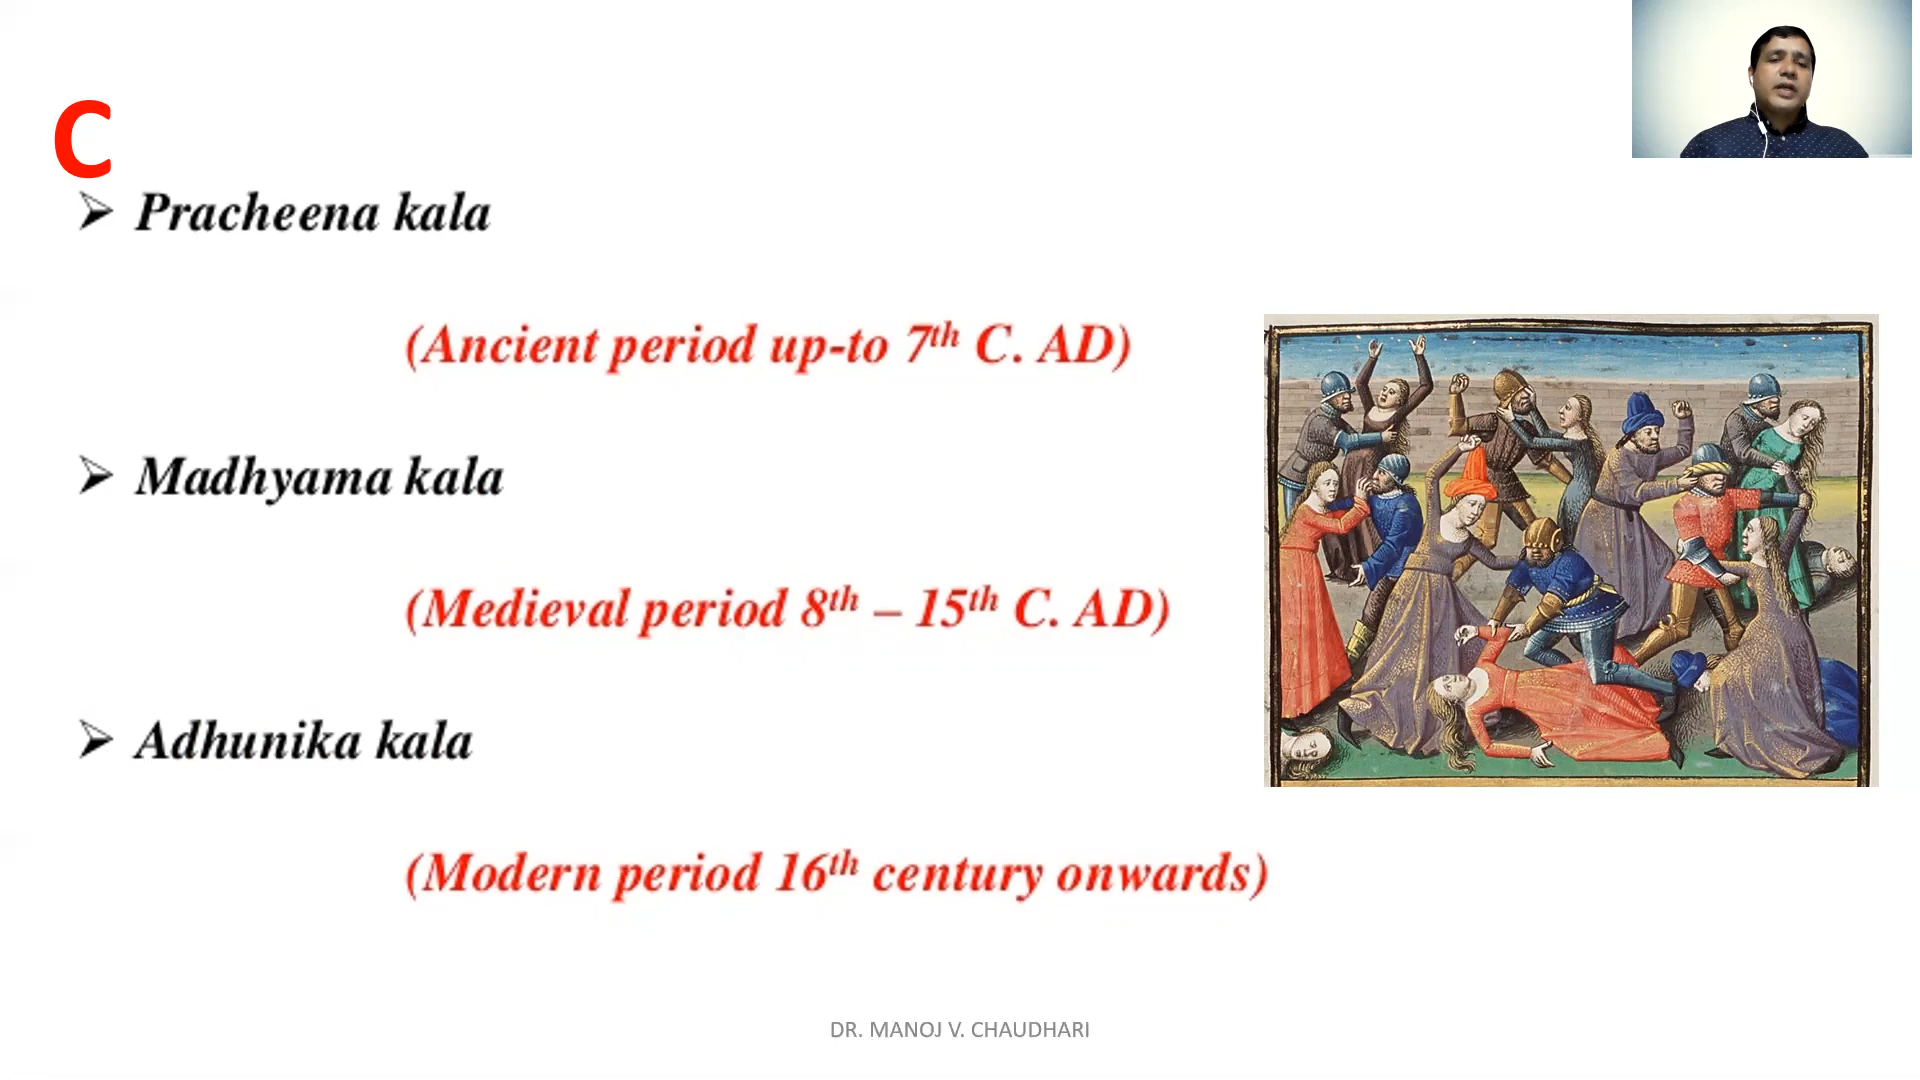 C
➢ Pracheena kala
(Ancient period up-to 7th C. AD)
➢ Madhyama kala
(Medieval period 8th – 15th C. AD)
➢ Adhunika kala
(Modern period 16th century onwards)
DR. MANOJ V. CHAUDHARI